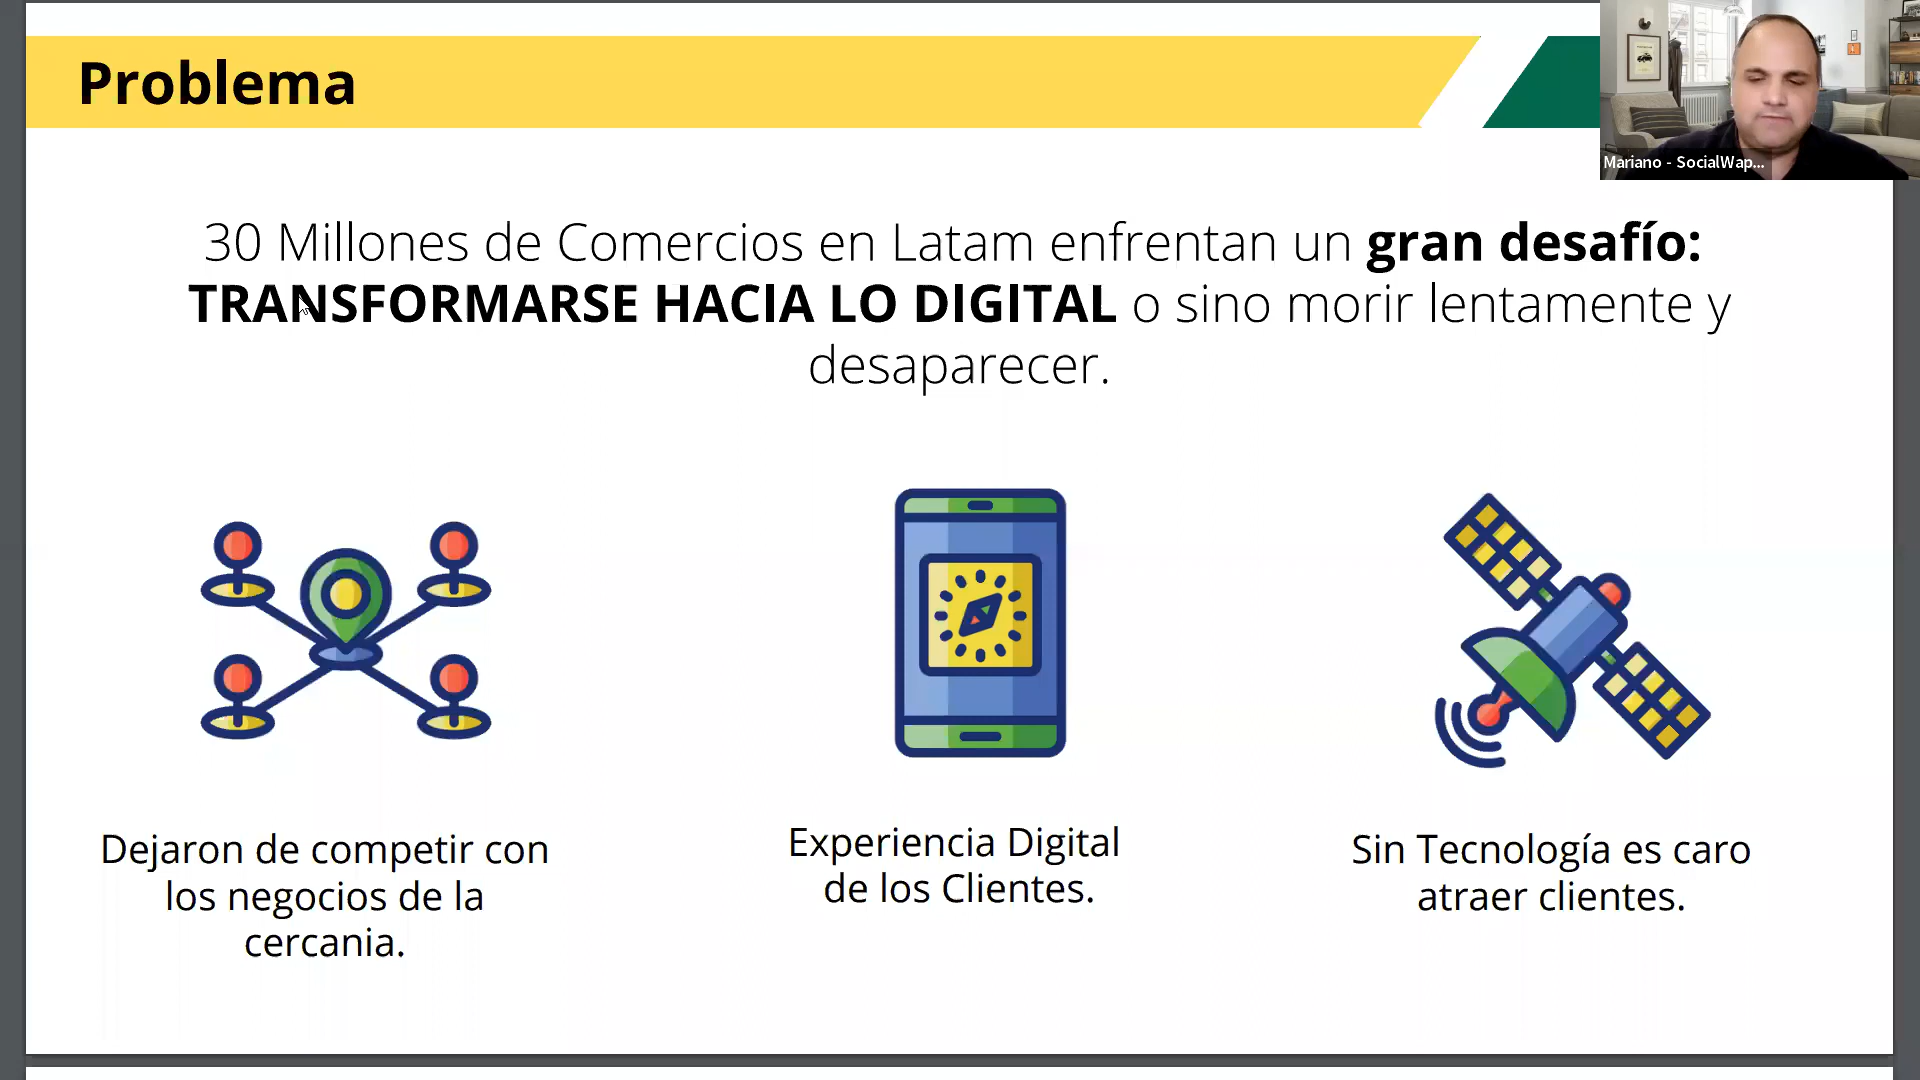 Problema
Mariano - SocialWap...
30 Millones de Comercios en Latam enfrentan un gran desafío:
TRANSFORMARSE HACIA LO DIGITAL o sino morir lentamente y
desaparecer.
Dejaron de competir con
los negocios de la
cercania.
Experiencia Digital
de los Clientes.
Sin Tecnología es caro
atraer clientes.